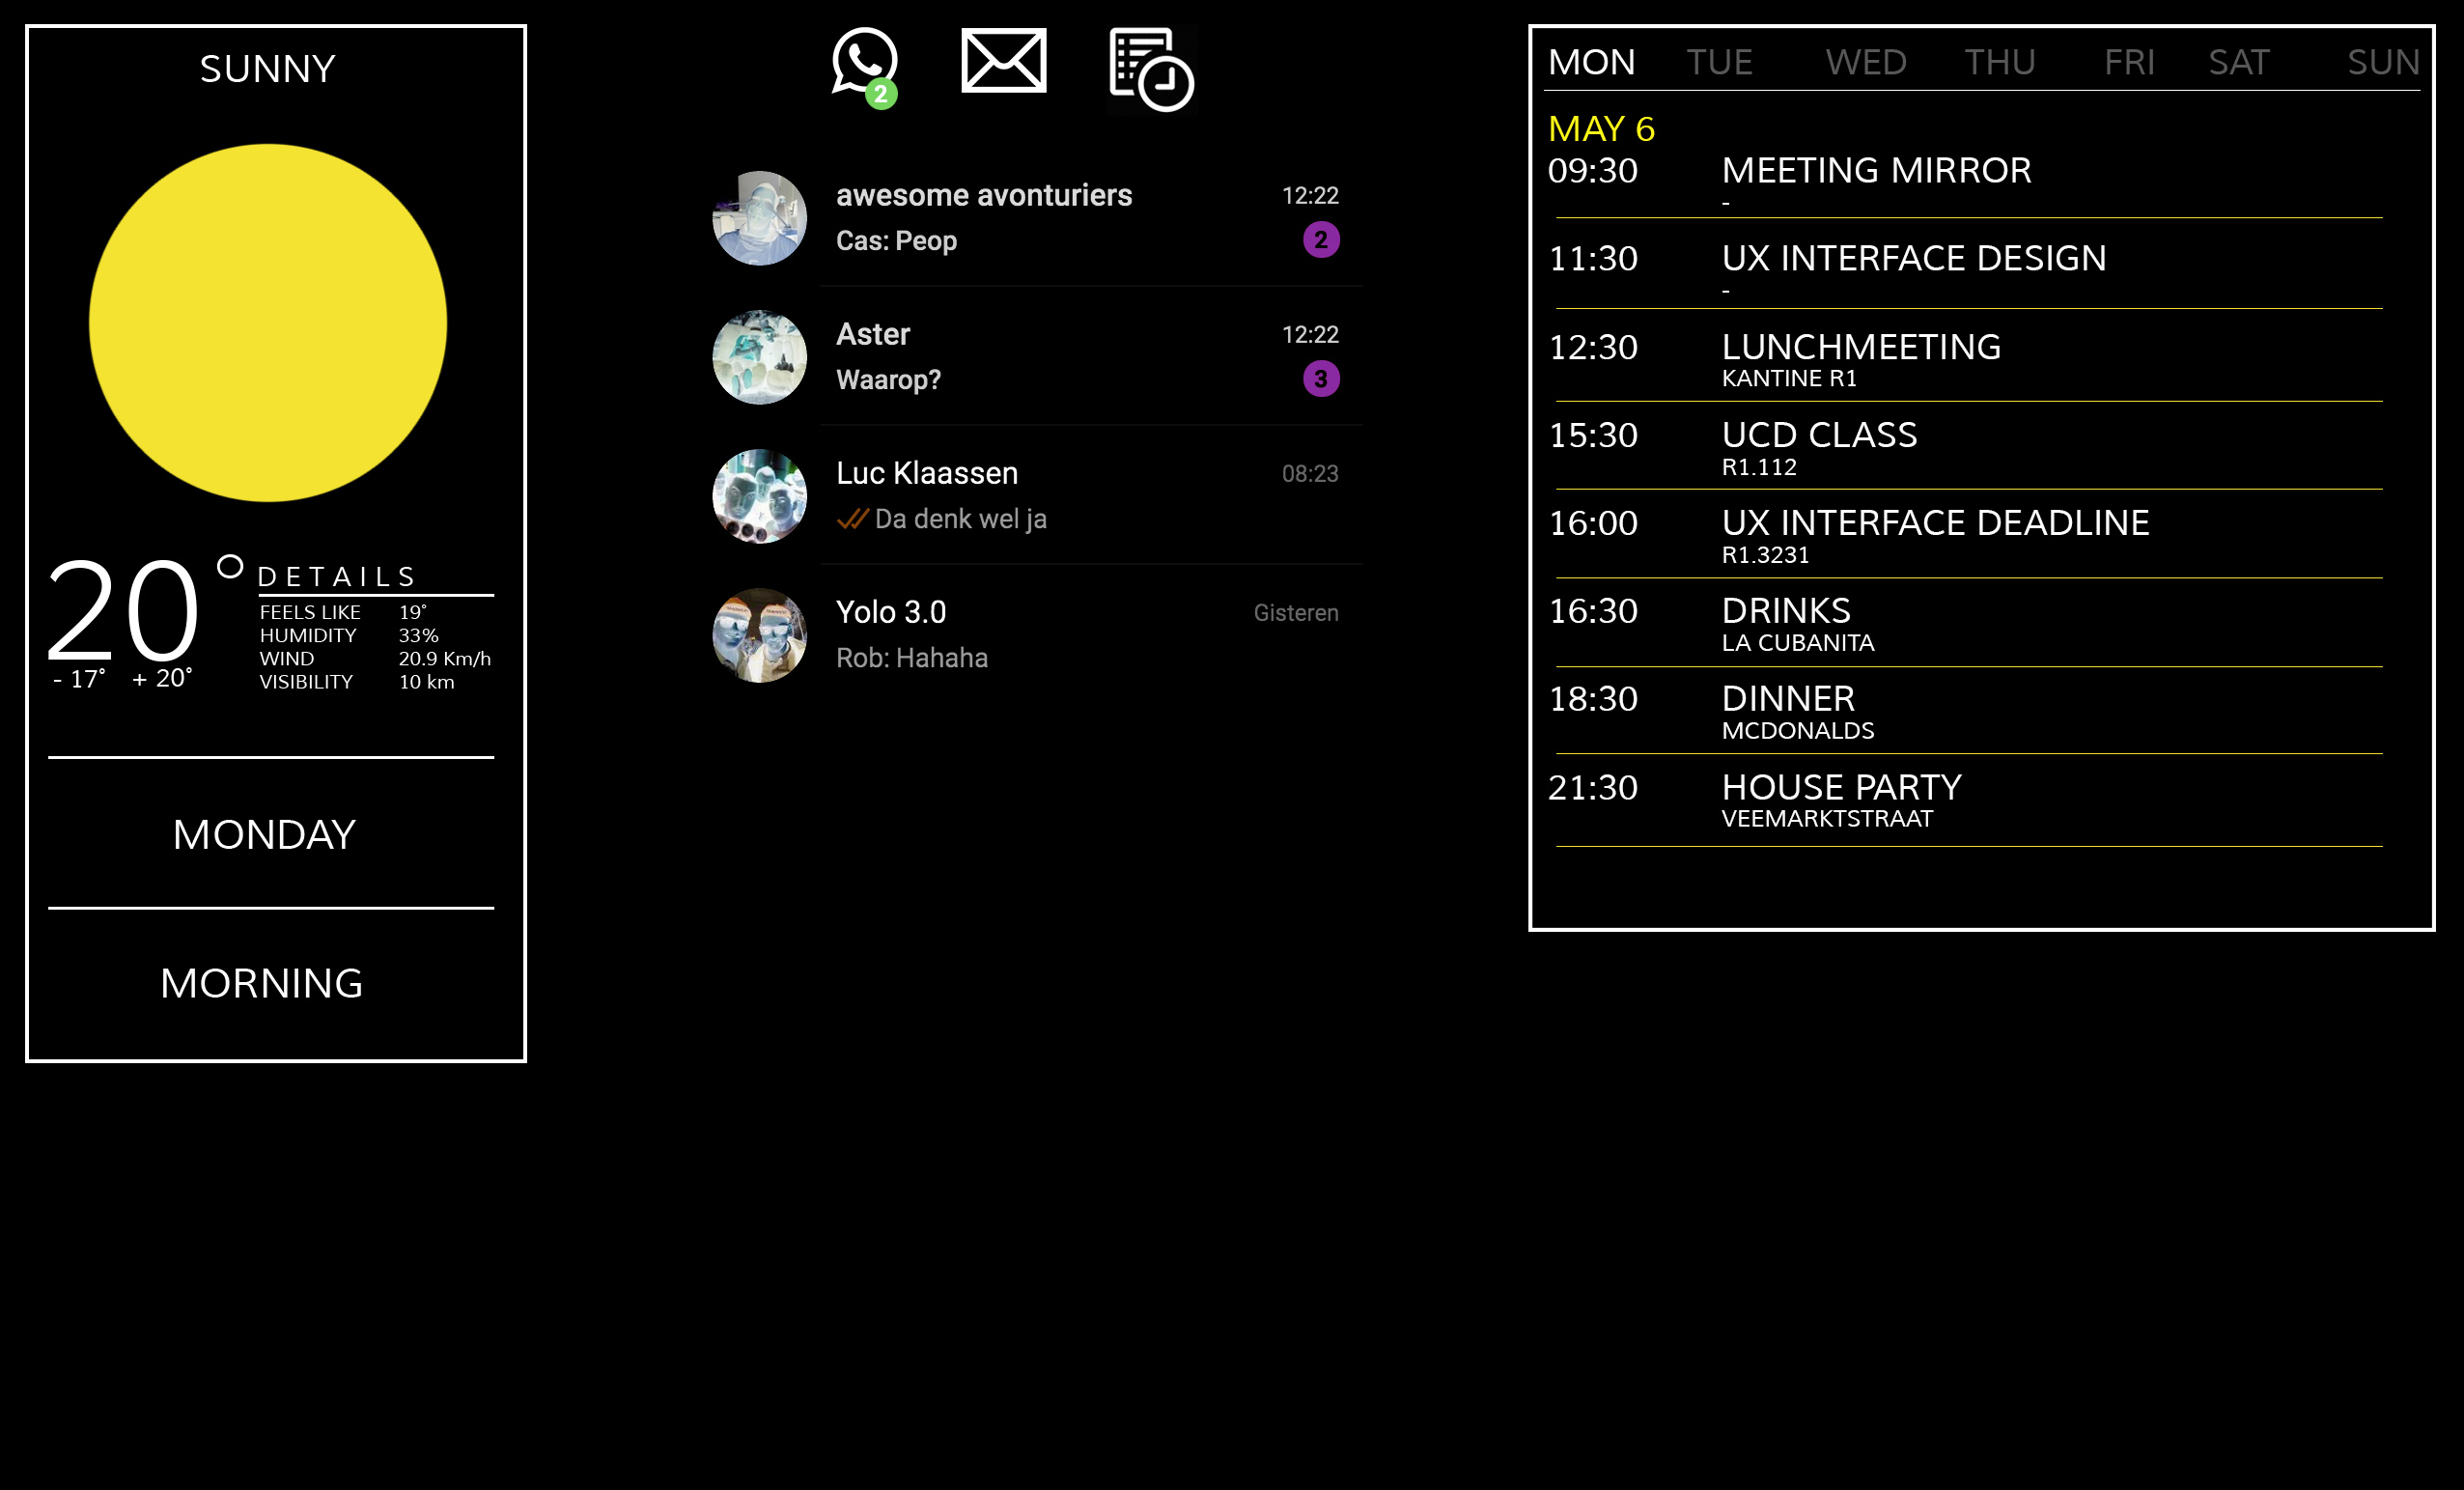 SUNNY
20°
- 17° + 20°
DETAILS
FEELS LIKE 19°
HUMIDITY 33%
WIND 20.9 Km/h
VISIBILITY 10 km
MONDAY
MORNING
2
awesome avonturiers 12:22
Cas: Peop 2
Aster 12:22
Waarop? 3
Luc Klaassen 08:23
Da denk wel ja
Yolo 3.0 Gisteren
Rob: Hahaha
MON TUE WED THU FRI SAT SUN
MAY 6
09:30 MEETING MIRROR
-
11:30 UX INTERFACE DESIGN
-
12:30 LUNCHMEETING
KANTINE R1
15:30 UCD CLASS
R1.112
16:00 UX INTERFACE DEADLINE
R1.3231
16:30 DRINKS
LA CUBANITA
18:30 DINNER
MCDONALDS
21:30 HOUSE PARTY
VEEMARKTSTRAAT